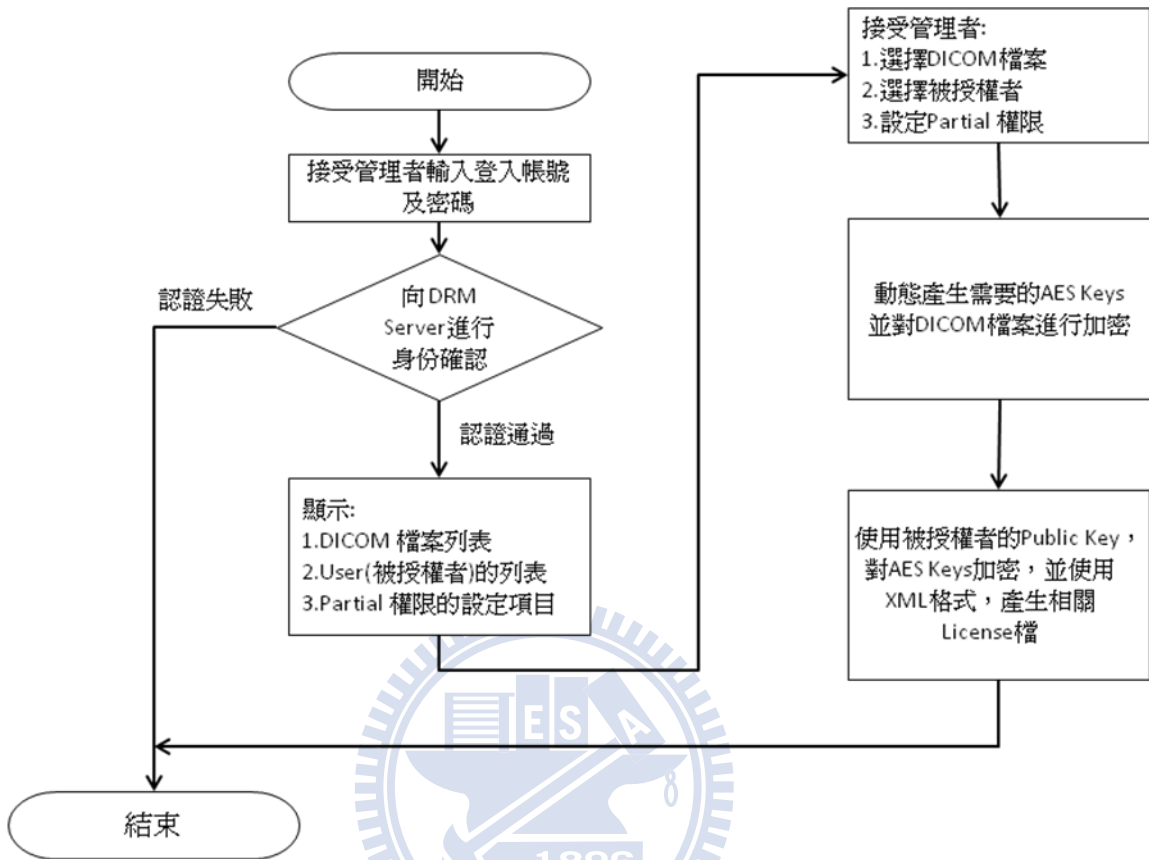 開始
接受管理者輸入登入帳號
及密碼
向DRM
Server進行
身份確認
認證失敗
認證通過
顯示:
1.DICOM 檔案列表
2.User(被授權者)的列表
3.Partial 權限的設定項目
接受管理者:
1.選擇DICOM檔案
2.選擇被授權者
3.設定Partial 權限
動態產生需要的AES Keys
並對DICOM檔案進行加密
使用被授權者的Public Key，
對AES Keys加密，並使用
XML格式，產生相關
License檔
結束
E S A
8
1896